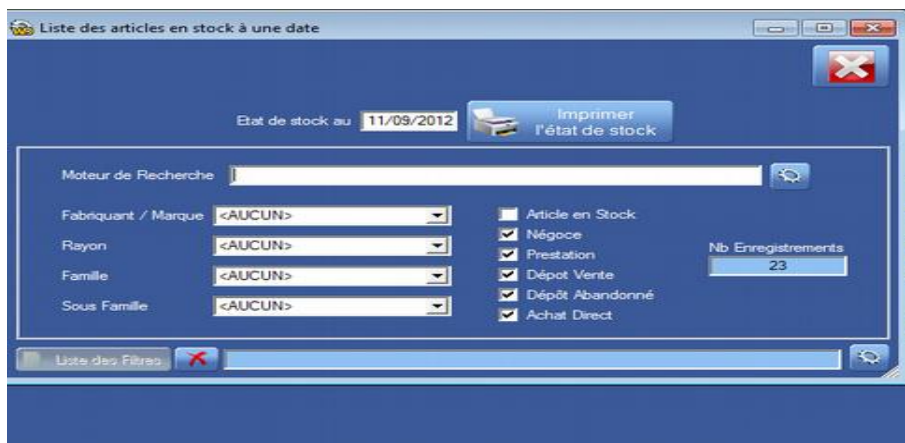 Liste des articles en stock à une date
Etat de stock au 11/09/2012 Imprimer
l'état de stock
Moteur de Recherche
Fabriquant / Marque <AUCUN>
Rayon <AUCUN>
Famille <AUCUN>
Sous Famille <AUCUN>
Article en Stock
Négoce
Prestation
Dépot Vente
Dépôt Abandonné
Achat Direct
Nb Enregistrements
23
Liste des Filtres